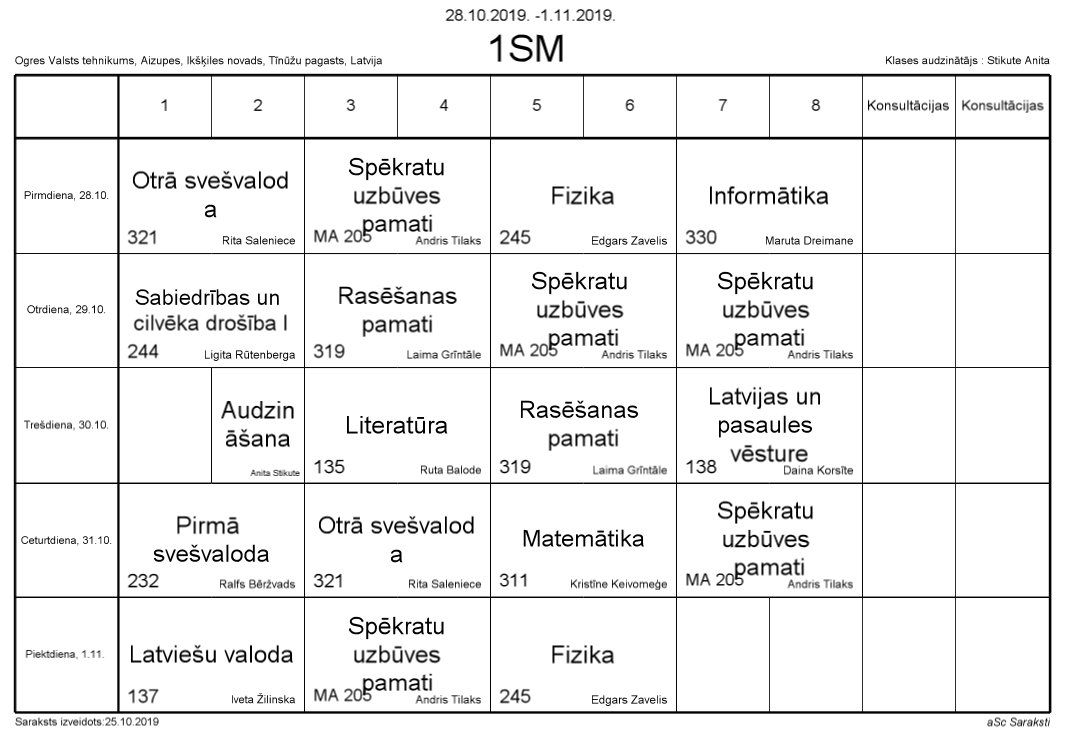 28.10.2019. -1.11.2019.
1SM
Ogres Valsts tehnikums, Aizupes, Ikšķiles novads, Tīnūžu pagasts, Latvija
Klases audzinātājs : Stikute Anita
1 2 3 4 5 6 7 8 Konsultācijas Konsultācijas
Pirmdiena, 28.10.
Otrā svešvalod
a
321 Rita Saleniece
Spēkratu
uzbūves
pamati
MA 205 Andris Tilaks
Fizika
245 Edgars Zavelis
Informātika
330 Maruta Dreimane
Otrdiena, 29.10.
Sabiedrības un
cilvēka drošība I
244 Ligita Rūtenberga
Rasēšanas
pamati
319 Laima Grīntāle
Spēkratu
uzbūves
pamati
MA 205 Andris Tilaks
Spēkratu
uzbūves
pamati
MA 205 Andris Tilaks
Trešdiena, 30.10.
Audzin
āšana
Anita Stikute
Literatūra
135 Ruta Balode
Rasēšanas
pamati
319 Laima Grīntāle
Latvijas un
pasaules
vēsture
138 Daina Korsīte
Ceturtdiena, 31.10.
Pirmā
svešvaloda
232 Ralfs Bēržvads
Otrā svešvalod
a
321 Rita Saleniece
Matemātika
311 Kristīne Keivomeģe
Spēkratu
uzbūves
pamati
MA 205 Andris Tilaks
Piektdiena, 1.11.
Latviešu valoda
137 Iveta Žilinska
Spēkratu
uzbūves
pamati
MA 205 Andris Tilaks
Fizika
245 Edgars Zavelis
Saraksts izveidots:25.10.2019
aSc Saraksti